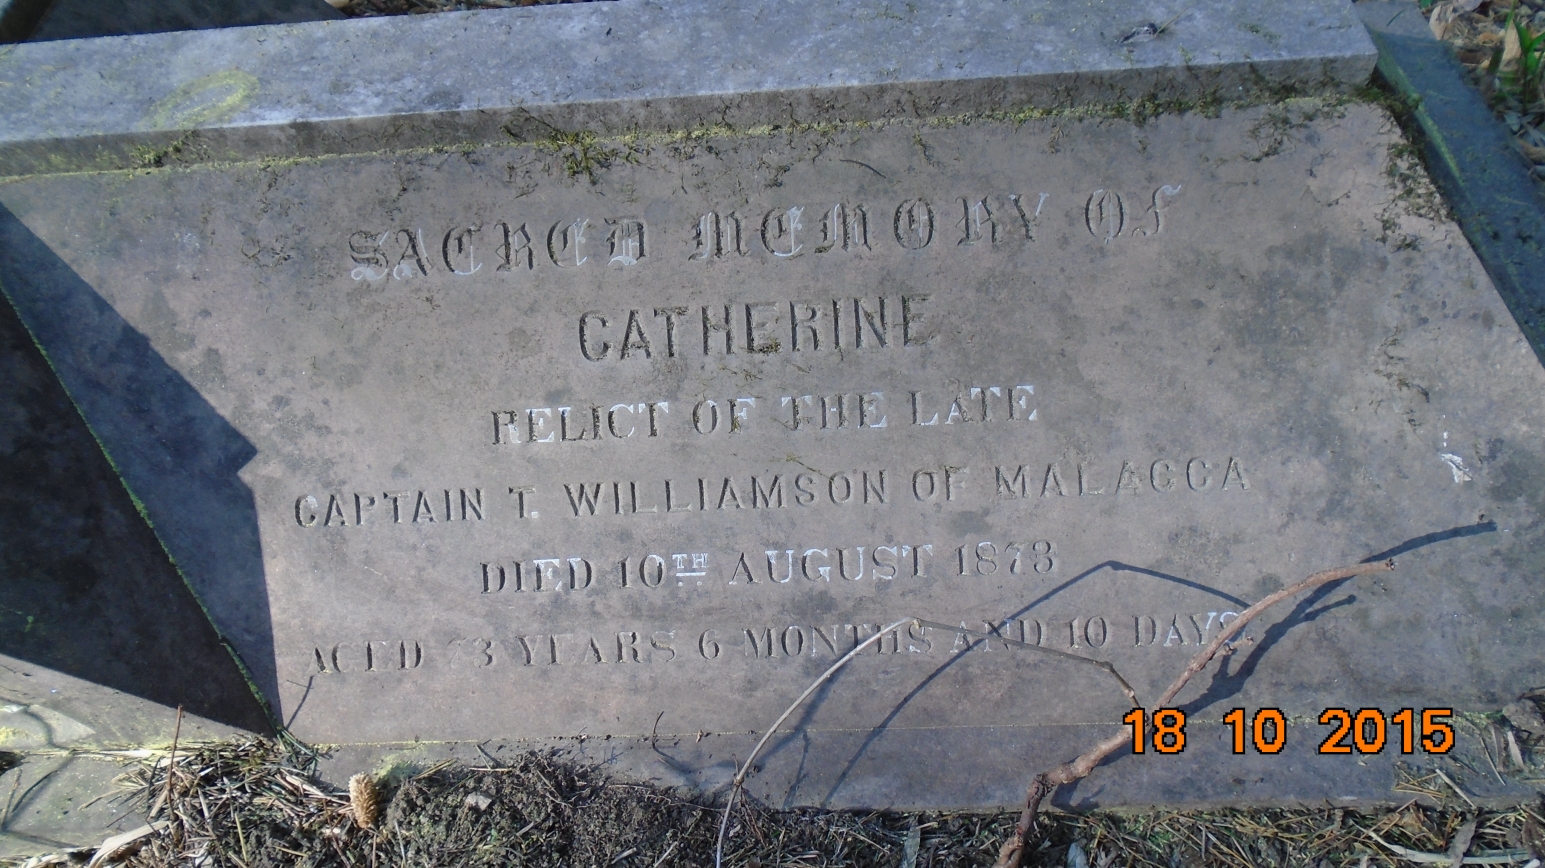 SACRED MEMORY OF
CATHERINE
RELICT OF THE LATE
CAPTAIN T. WILLIAMSON OF MALACCA
DIED 10TH AUGUST 1873
AGED 73 YEARS 6 MONTHS AND 10 DAYS
18 10 2015